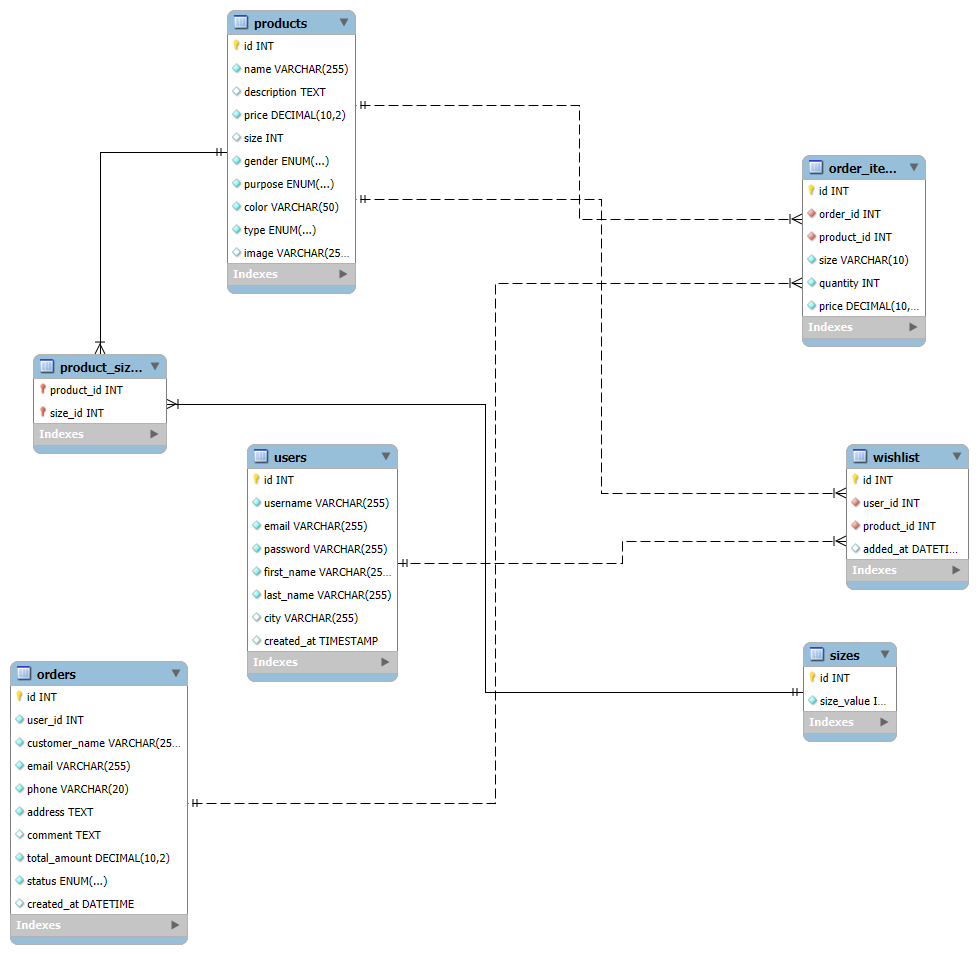 products
id INT
name VARCHAR(255)
description TEXT
price DECIMAL(10,2)
size INT
gender ENUM(...)
purpose ENUM(...)
color VARCHAR(50)
type ENUM(...)
image VARCHAR(25...
Indexes
order_ite...
id INT
order_id INT
product_id INT
size VARCHAR(10)
quantity INT
price DECIMAL(10,...
Indexes
product_siz...
product_id INT
size_id INT
Indexes
users
id INT
username VARCHAR(255)
email VARCHAR(255)
password VARCHAR(255)
first_name VARCHAR(25...
last_name VARCHAR(255)
city VARCHAR(255)
created_at TIMESTAMP
Indexes
wishlist
id INT
user_id INT
product_id INT
added_at DATETI...
Indexes
sizes
id INT
size_value I...
Indexes
orders
id INT
user_id INT
customer_name VARCHAR(25...
email VARCHAR(255)
phone VARCHAR(20)
address TEXT
comment TEXT
total_amount DECIMAL(10,2)
status ENUM(...)
created_at DATETIME
Indexes